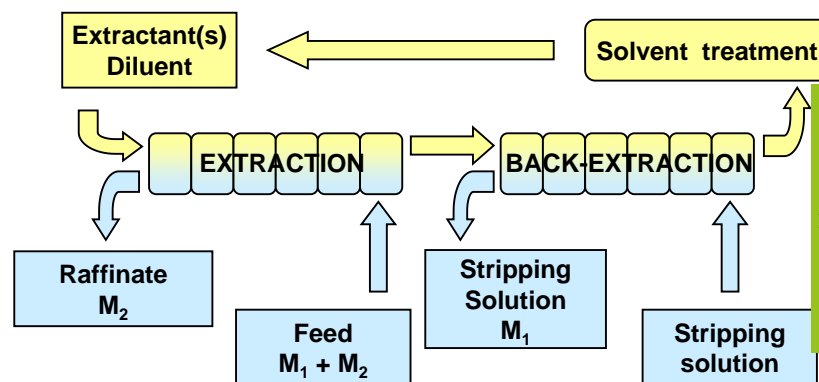 Extractant(s)
Diluent
Solvent treatment
EXTRACTION
BACK-EXTRACTION
Raffinate
M₂
Feed
M₁ + M₂
Stripping
Solution
M₁
Stripping
solution